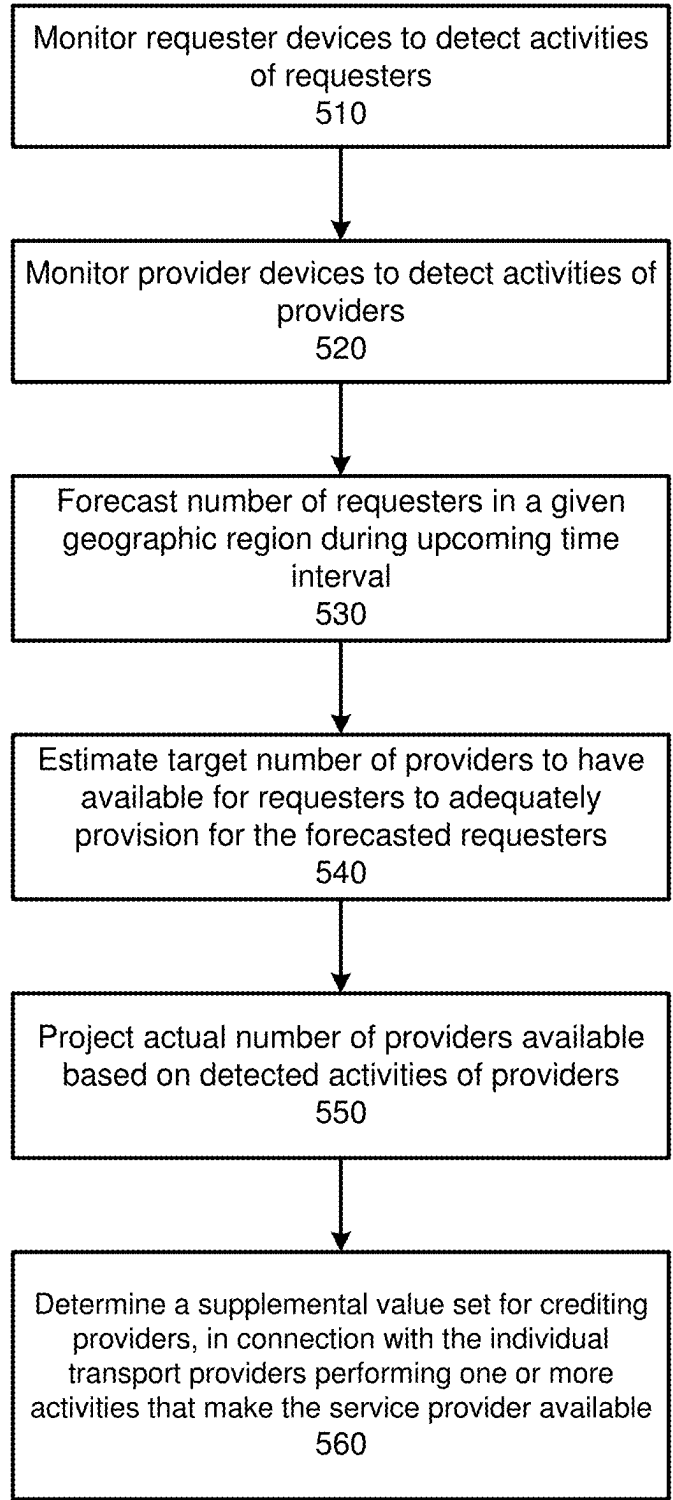 Monitor requester devices to detect activities
of requesters
510
Monitor provider devices to detect activities of
providers
520
Forecast number of requesters in a given
geographic region during upcoming time
interval
530
Estimate target number of providers to have
available for requesters to adequately
provision for the forecasted requesters
540
Project actual number of providers available
based on detected activities of providers
550
Determine a supplemental value set for crediting
providers, in connection with the individual
transport providers performing one or more
activities that make the service provider available
560